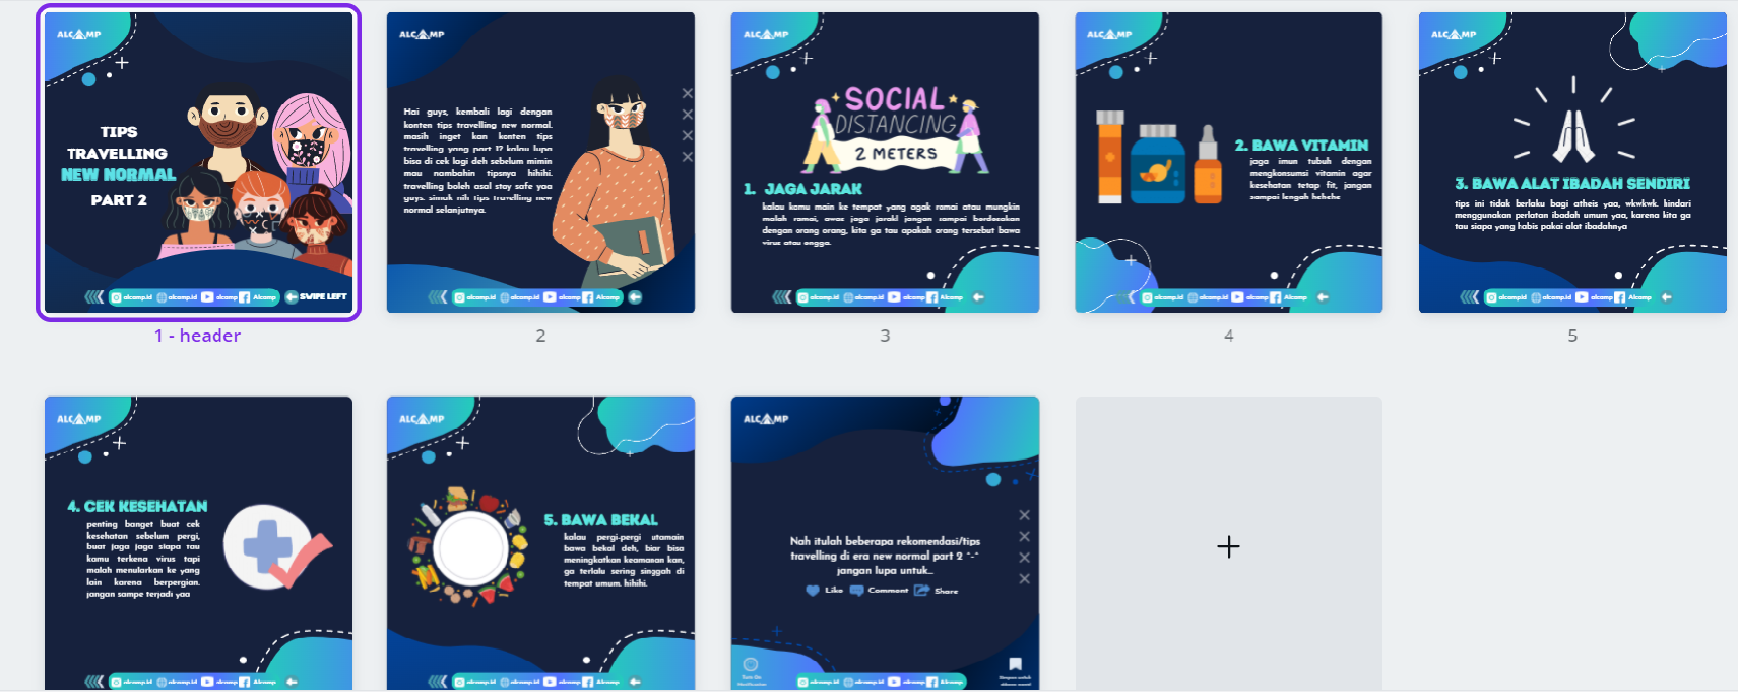 ALCAMP
TIPS
TRAVELLING
NEW NORMAL
PART 2
alcamp.id alcamp.id alcamp Alcamp SWIPE LEFT
1 - header
ALCAMP
Hai guys, kembali lagi dengan
konten tips travelling new normal.
masih inget kan konten tips
travelling yang part 1? kalau lupa
bisa di cek lagi deh sebelum mimin
mau nambahin tipsnya hihihi.
travelling boleh asal stay safe yaa
guys. simak nih tips travelling new
normal selanjutnya.
alcamp.id alcamp.id alcamp Alcamp
2
ALCAMP
SOCIAL
DISTANCING
2 METERS
1. JAGA JARAK
kalau kamu main ke tempat yang agak ramai atau mungkin
malah ramai, awas jaga jarak! jangan sampai berdesakan
dengan orang orang, kita ga tau apakah orang tersebut bawa
virus atau engga.
alcamp.id alcamp.id alcamp Alcamp
3
ALCAMP
2. BAWA VITAMIN
jaga imun tubuh dengan
mengkonsumsi vitamin agar
kesehatan tetap fit, jangan
sampai lengah hehehe
alcamp.id alcamp.id alcamp Alcamp
4
ALCAMP
3. BAWA ALAT IBADAH SENDIRI
tips ini tidak berlaku bagi atheis yaa, wkwkwk. hindari
menggunakan perlatan ibadah umum yaa, karena kita ga
tau siapa yang habis pakai alat ibadahnya
alcamp.id alcamp.id alcamp Alcamp
5
ALCAMP
4. CEK KESEHATAN
penting banget buat cek
kesehatan sebelum pergi,
buat jaga jaga siapa tau
kamu terkena virus tapi
malah menularkan ke yang
lain karena berpergian.
jangan sampe terjadi yaa
alcamp.id alcamp.id alcamp Alcamp
ALCAMP
5. BAWA BEKAL
kalau pergi-pergi utamain
bawa bekal deh, biar bisa
meningkatkan keamanan kan,
ga terlalu sering singgah di
tempat umum. hihihi.
alcamp.id alcamp.id alcamp Alcamp
ALCAMP
Nah itulah beberapa rekomendasi/tips
travelling di era new normal part 2 ^-^
jangan lupa untuk...
Like Comment Share
Turn On
alcamp.id alcamp.id alcamp Alcamp